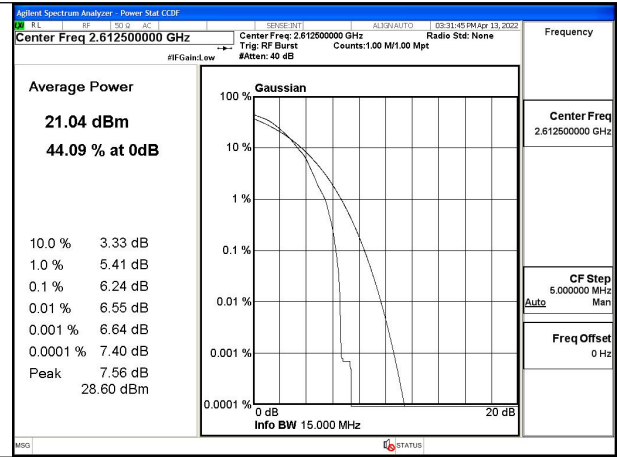 Agilent Spectrum Analyzer - Power Stat CCDF
RL RF 50 Ω AC SENSE:INT ALIGN AUTO 03:31:45 PM Apr 13, 2022
Center Freq 2.612500000 GHz Center Freq: 2.612500000 GHz Radio Std: None
Trig: RF Burst Counts:1.00 M/1.00 Mpt
#IFGain:Low #Atten: 40 dB
Frequency
Average Power
21.04 dBm
44.09 % at 0dB
10.0 % 3.33 dB
1.0 % 5.41 dB
0.1 % 6.24 dB
0.01 % 6.55 dB
0.001 % 6.64 dB
0.0001 % 7.40 dB
Peak 7.56 dB
28.60 dBm
Gaussian
100 %
10 %
1 %
0.1 %
0.01 %
0.001 %
0.0001 %
0 dB 20 dB
Info BW 15.000 MHz
Center Freq
2.612500000 GHz
CF Step
5.000000 MHz
Auto Man
Freq Offset
0 Hz
MSG STATUS